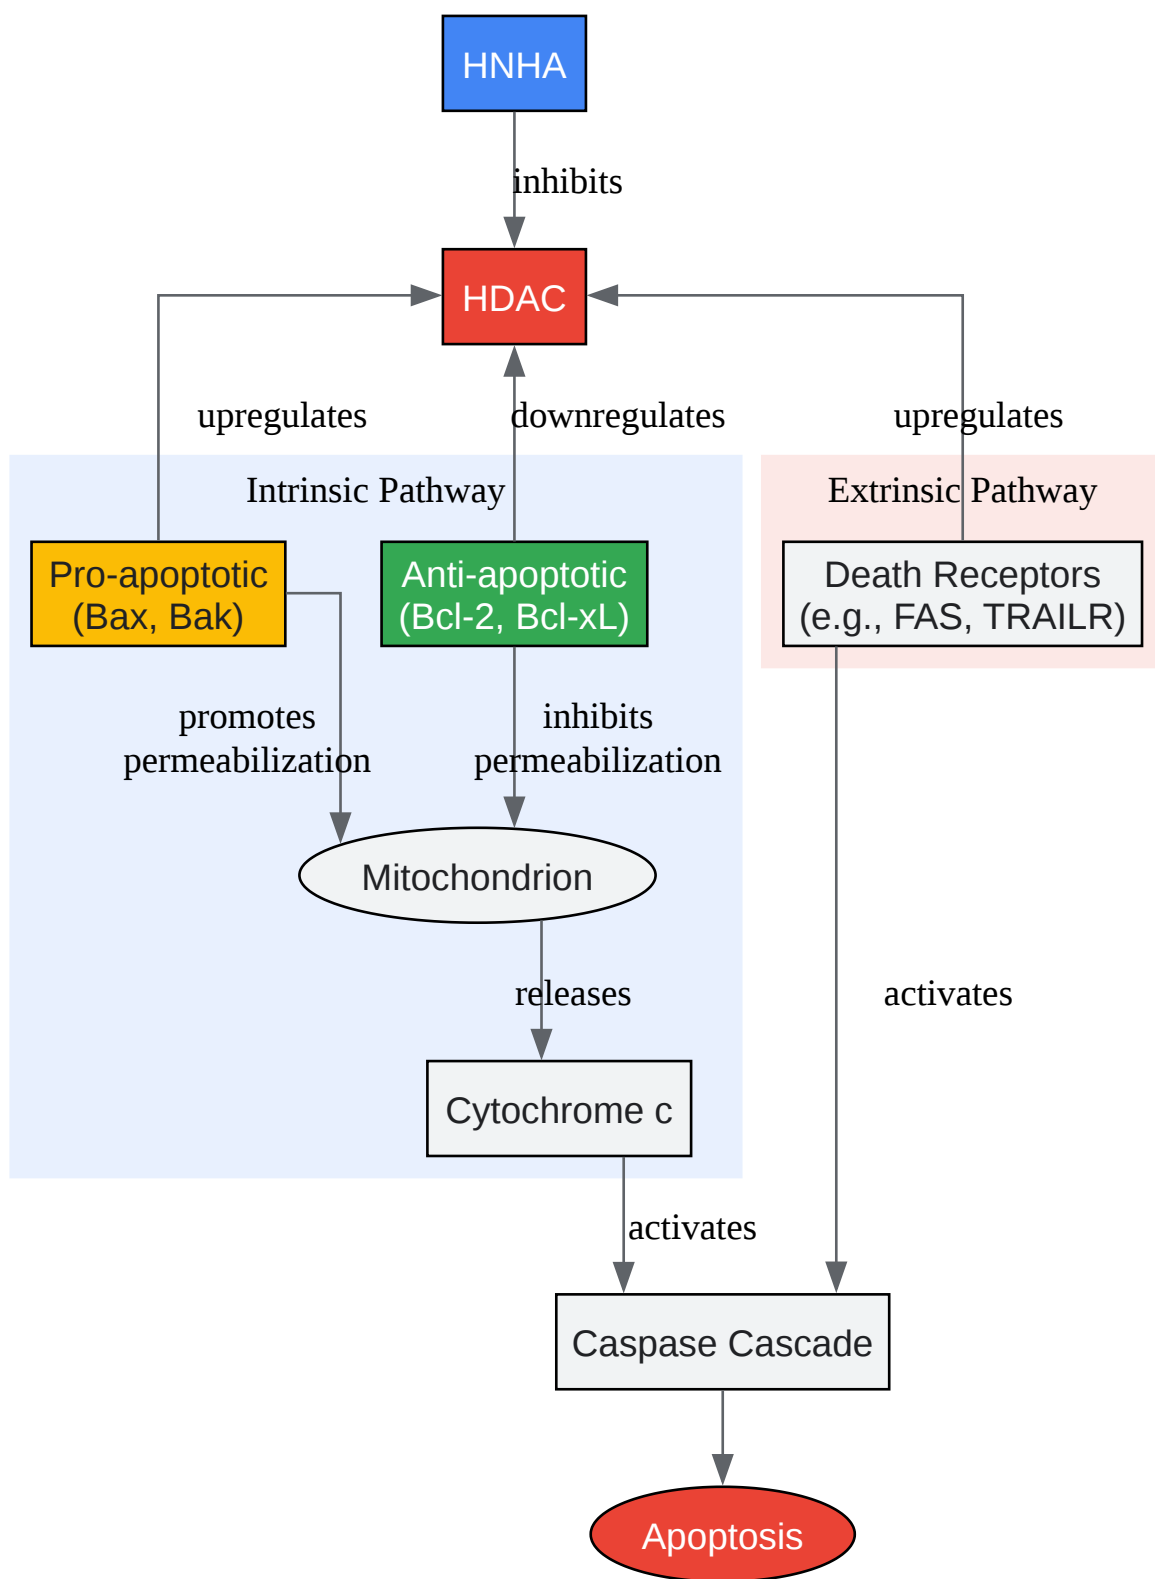 HNHA
inhibits
HDAC
upregulates
downregulates
upregulates
Intrinsic Pathway
Extrinsic Pathway
Pro-apoptotic
(Bax, Bak)
Anti-apoptotic
(Bcl-2, Bcl-xL)
Death Receptors
(e.g., FAS, TRAILR)
promotes
permeabilization
inhibits
permeabilization
Mitochondrion
releases
activates
Cytochrome c
activates
Caspase Cascade
Apoptosis